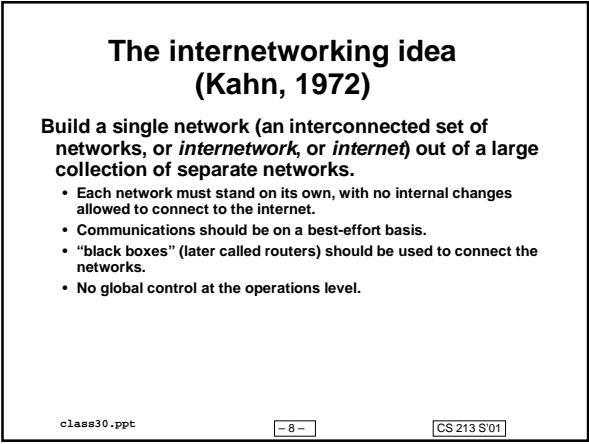 The internetworking idea
(Kahn, 1972)
Build a single network (an interconnected set of
networks, or internetwork, or internet) out of a large
collection of separate networks.
• Each network must stand on its own, with no internal changes
allowed to connect to the internet.
• Communications should be on a best-effort basis.
• “black boxes” (later called routers) should be used to connect the
networks.
• No global control at the operations level.
class30.ppt
– 8 –
CS 213 S'01